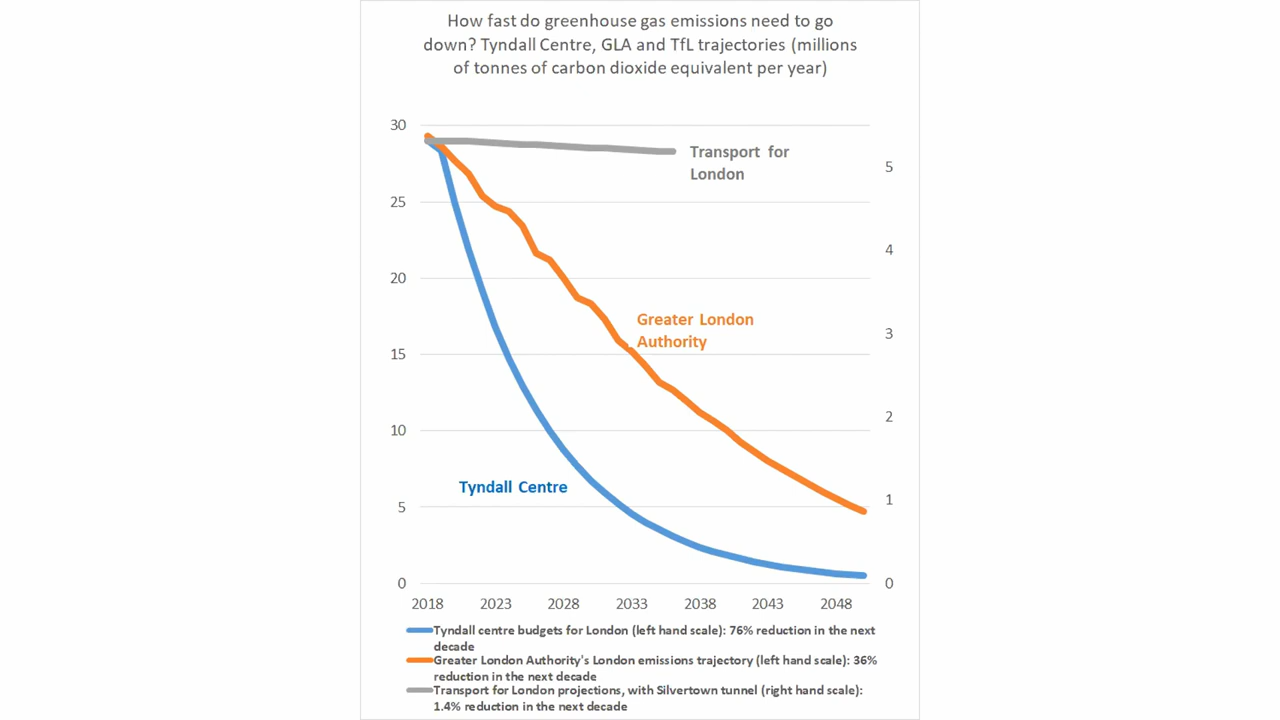 How fast do greenhouse gas emissions need to go
down? Tyndall Centre, GLA and TfL trajectories (millions
of tonnes of carbon dioxide equivalent per year)
30
25
20
15
10
5
0
5
4
3
2
1
0
Transport for
London
Greater London
Authority
Tyndall Centre
2018 2023 2028 2033 2038 2043 2048
Tyndall centre budgets for London (left hand scale): 76% reduction in the next
decade
Greater London Authority's London emissions trajectory (left hand scale): 36%
reduction in the next decade
Transport for London projections, with Silvertown tunnel (right hand scale):
1.4% reduction in the next decade